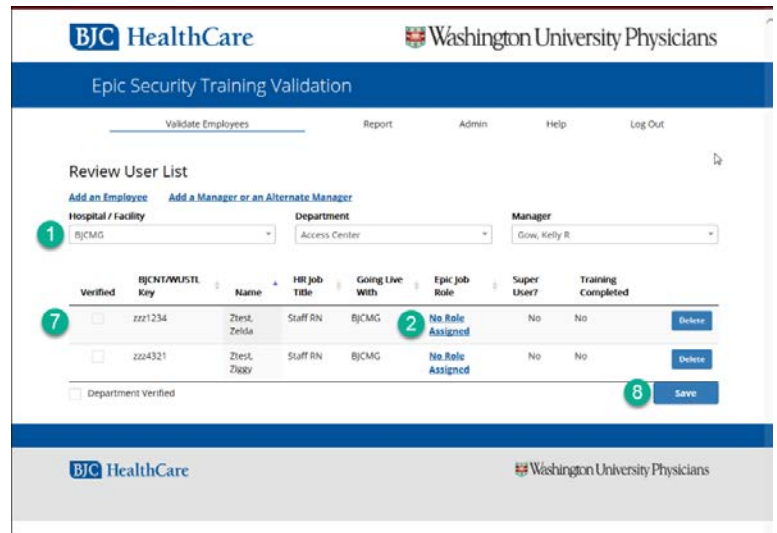 BJC HealthCare Washington University Physicians
Epic Security Training Validation
Validate Employees Report Admin Help Log Out
Review User List
Add an Employee Add a Manager or an Alternate Manager
Hospital / Facility Department Manager
1 BJCMG Access Center Gow, Kelly R
Verified BJCNT/WUSTL Key Name HR Job Title Going Live With Epic Job Role Super User? Training Completed
7 zzz1234 Ztest, Zelda Staff RN BJCMG 2 No Role Assigned No No Delete
zzz4321 Ztest, Ziggy Staff RN BJCMG No Role Assigned No No Delete
Department Verified 8 Save
BJC HealthCare Washington University Physicians